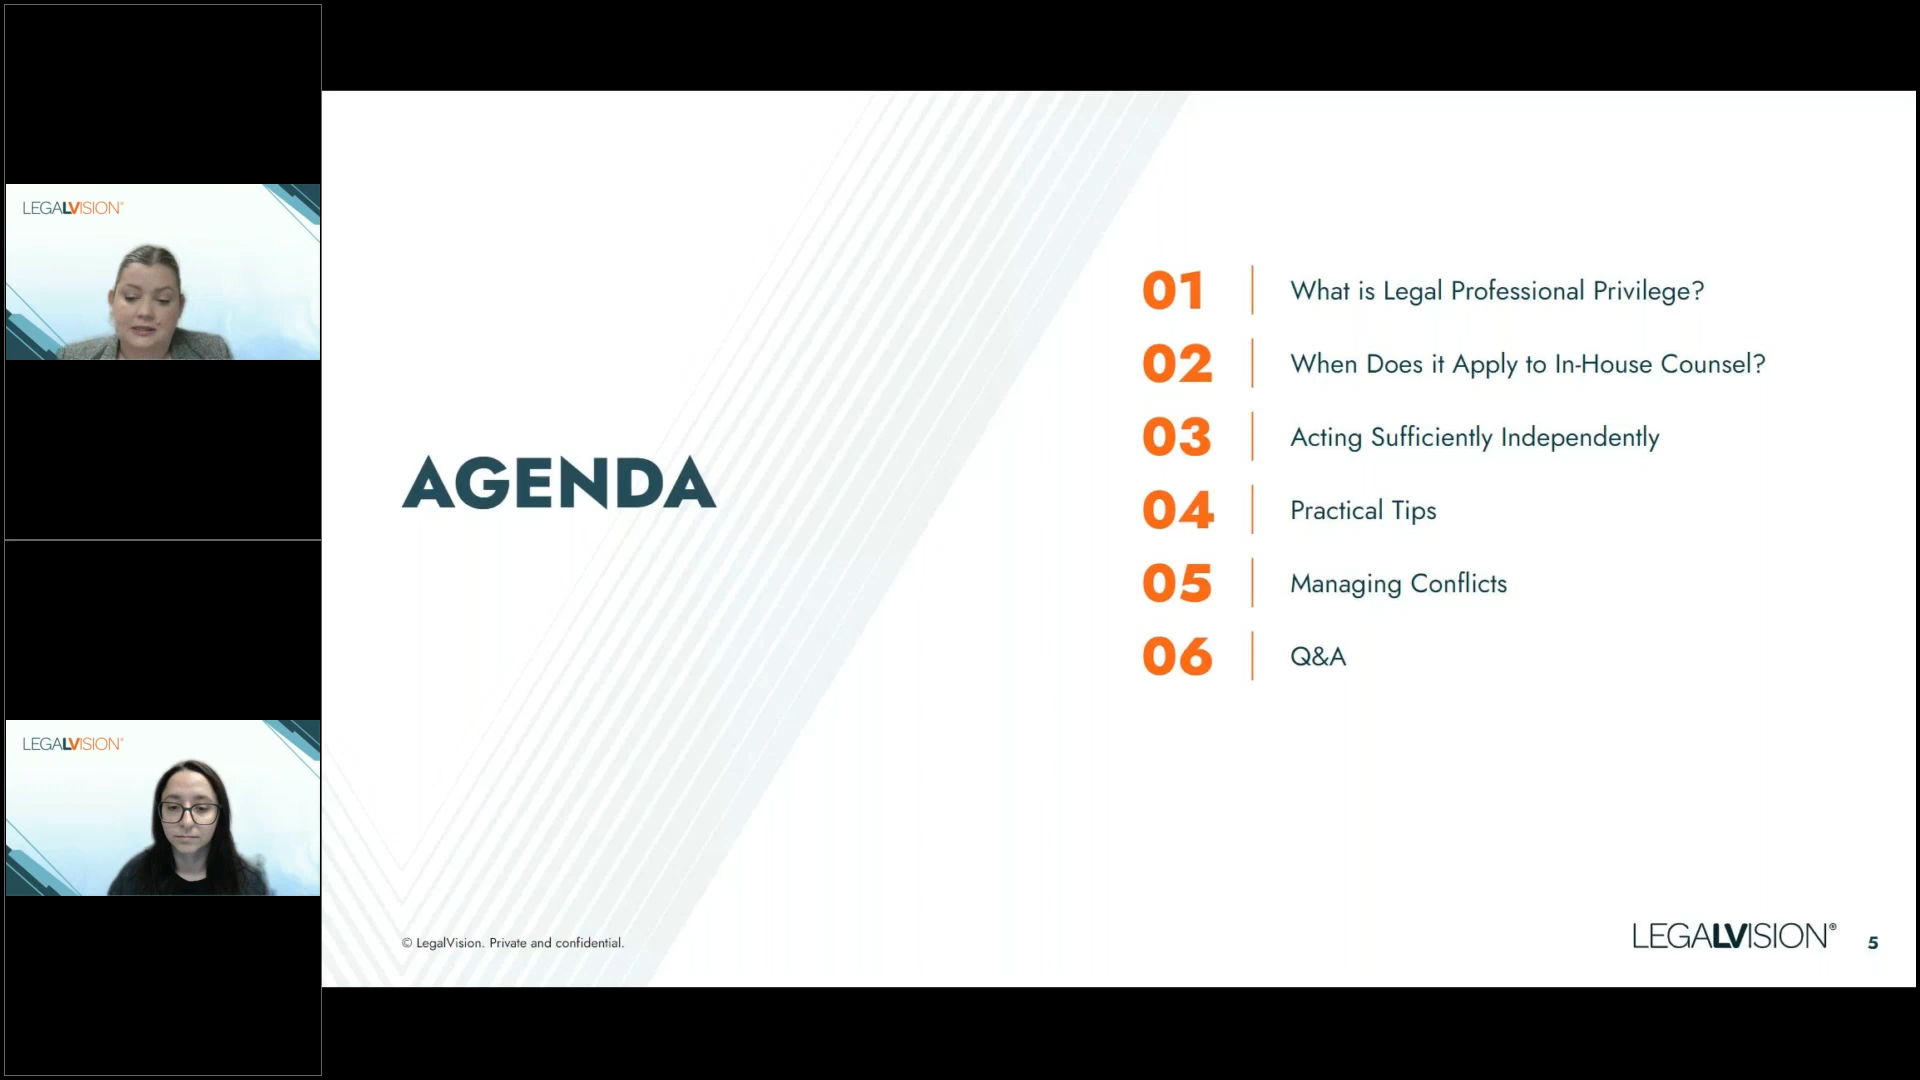 LEGALVISION®
LEGALVISION®
AGENDA
01 What is Legal Professional Privilege?
02 When Does it Apply to In-House Counsel?
03 Acting Sufficiently Independently
04 Practical Tips
05 Managing Conflicts
06 Q&A
© LegalVision. Private and confidential.
LEGALVISION® 5